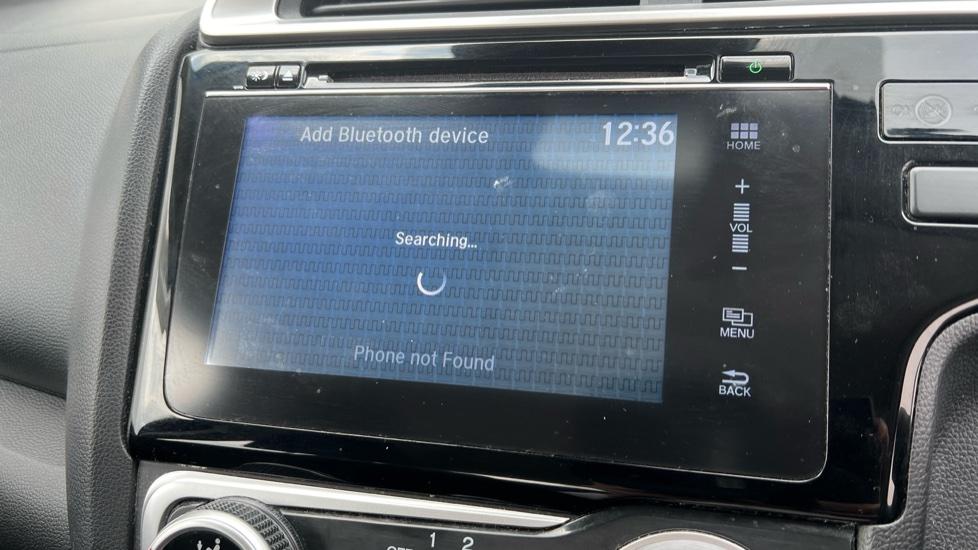 Add Bluetooth device 12:36
HOME
+
VOL
Searching...
−
MENU
Phone not Found
BACK
1 2